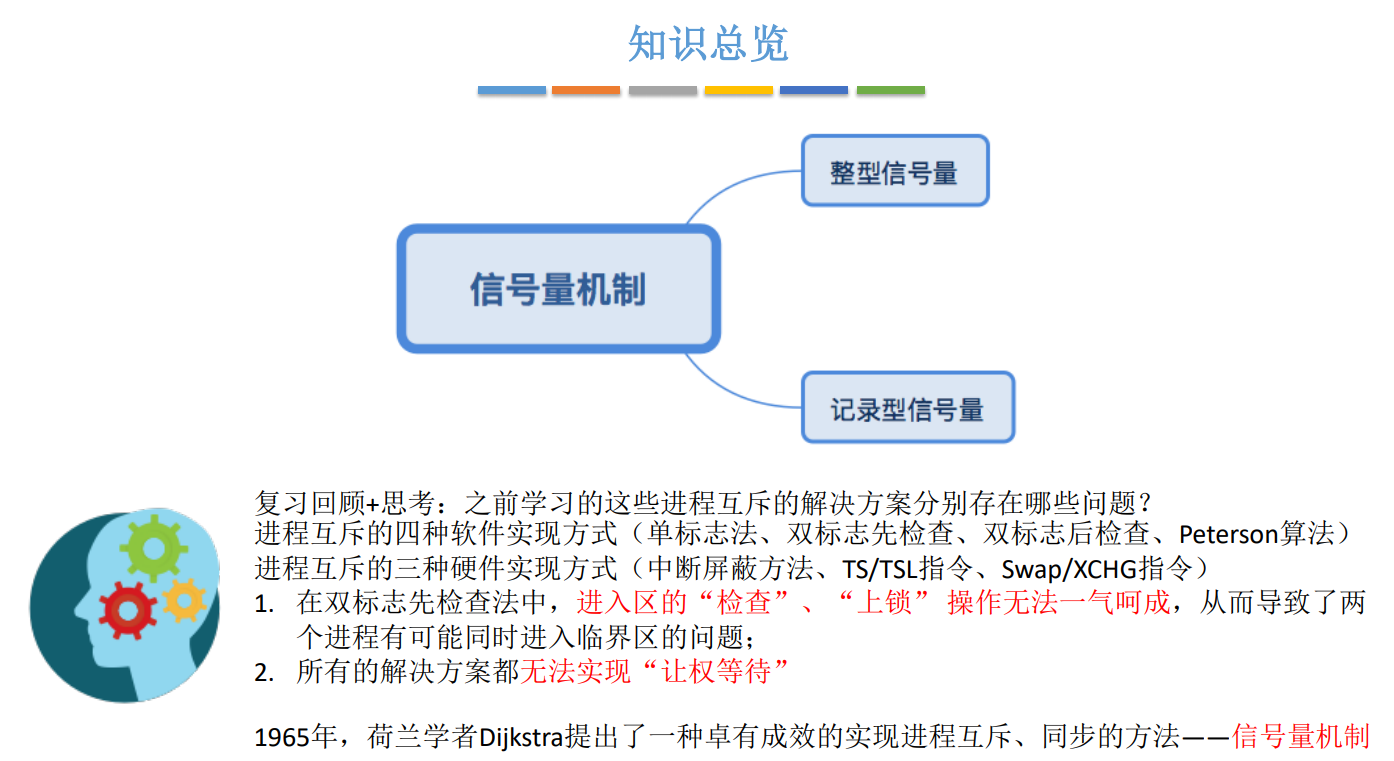 知识总览
整型信号量
信号量机制
记录型信号量
复习回顾+思考：之前学习的这些进程互斥的解决方案分别存在哪些问题？
进程互斥的四种软件实现方式（单标志法、双标志先检查、双标志后检查、Peterson算法）
进程互斥的三种硬件实现方式（中断屏蔽方法、TS/TSL指令、Swap/XCHG指令）
1. 在双标志先检查法中，进入区的“检查”、“上锁” 操作无法一气呵成，从而导致了两
个进程有可能同时进入临界区的问题；
2. 所有的解决方案都无法实现“让权等待”
1965年，荷兰学者Dijkstra提出了一种卓有成效的实现进程互斥、同步的方法——信号量机制